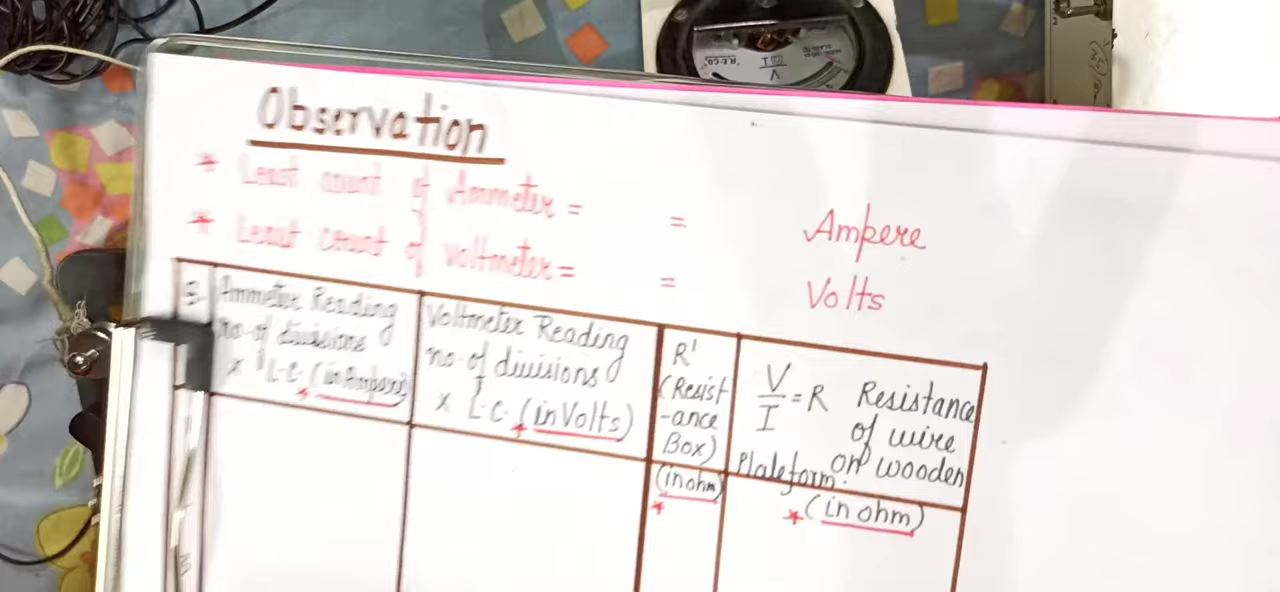 Observation
* Least count of Ammeter = = Ampere
* Least count of voltmeter = = Volts
Ammeter Reading
no. of divisions
x L.C. (in Ampere)
*
Voltmeter Reading
no. of divisions
x L.C. (in Volts)
*
R'
(Resist
-ance
Box)
(in ohm)
*
V/I = R Resistance
of wire
on wooden
Plateform.
*(in ohm)
V